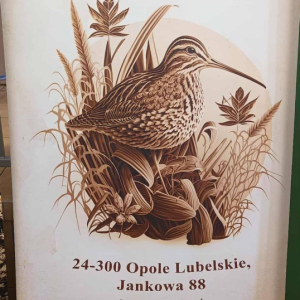 24-300 Opole Lubelskie,
Jankowa 88